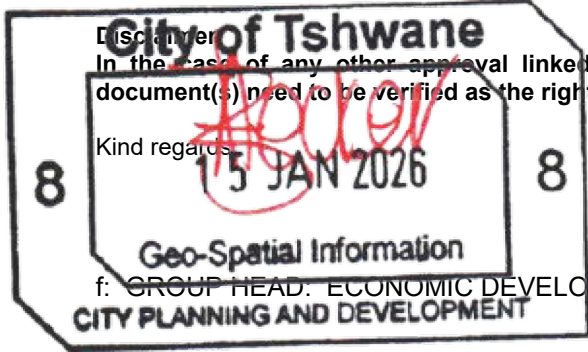 Disclaimer
City of Tshwane
In the case of any other approval linked
document(s) need to be verified as the righ
Kind regards
15 JAN 2026
8 8
Geo-Spatial Information
f: GROUP HEAD: ECONOMIC DEVELO
CITY PLANNING AND DEVELOPMENT